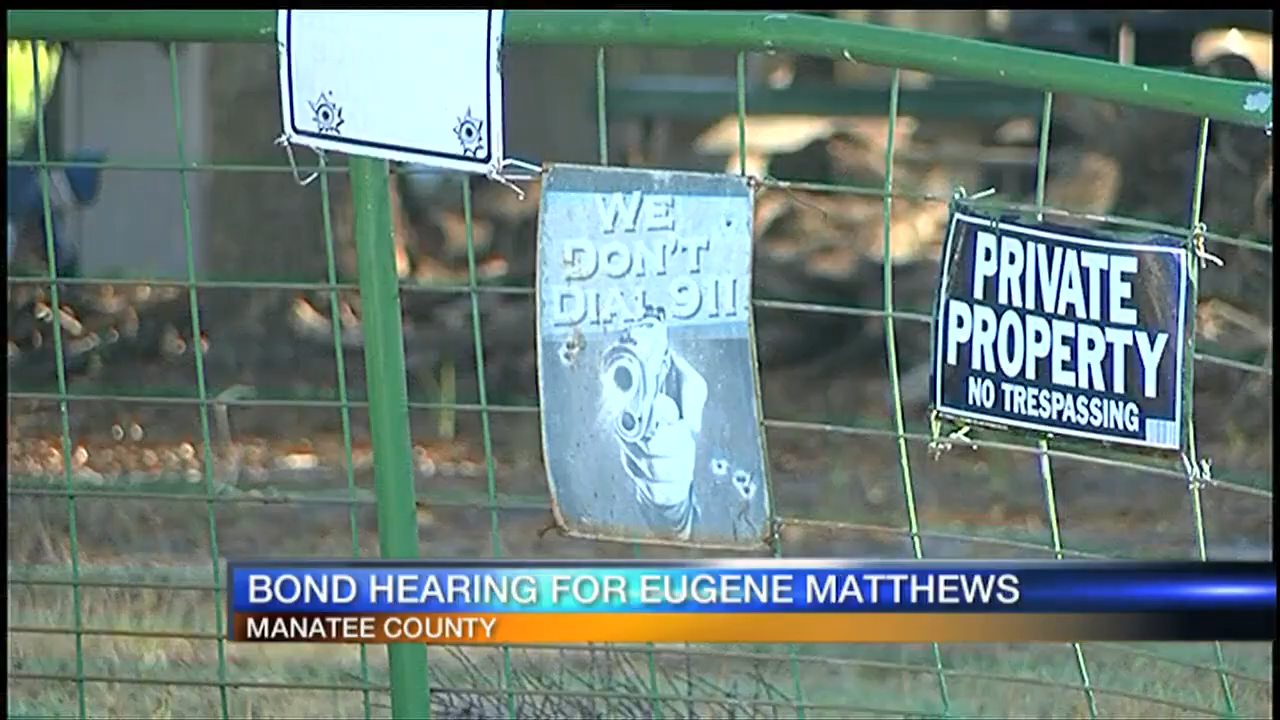 WE
DON'T
DIAL 911!
PRIVATE
PROPERTY
NO TRESPASSING
BOND HEARING FOR EUGENE MATTHEWS
MANATEE COUNTY